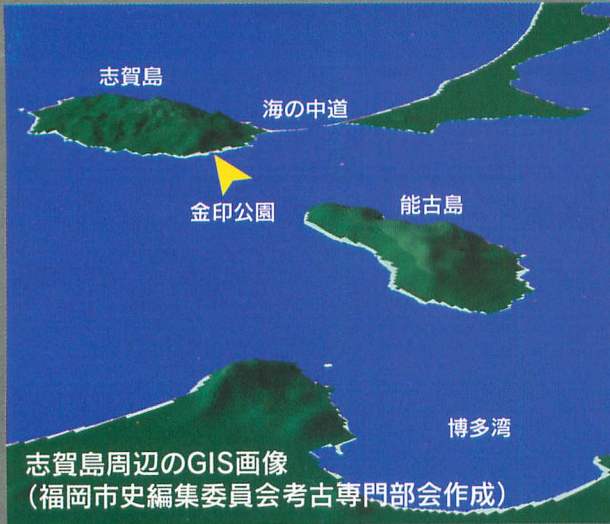 志賀島
海の中道
金印公園
能古島
博多湾
志賀島周辺のGIS画像
（福岡市史編集委員会考古専門部会作成）